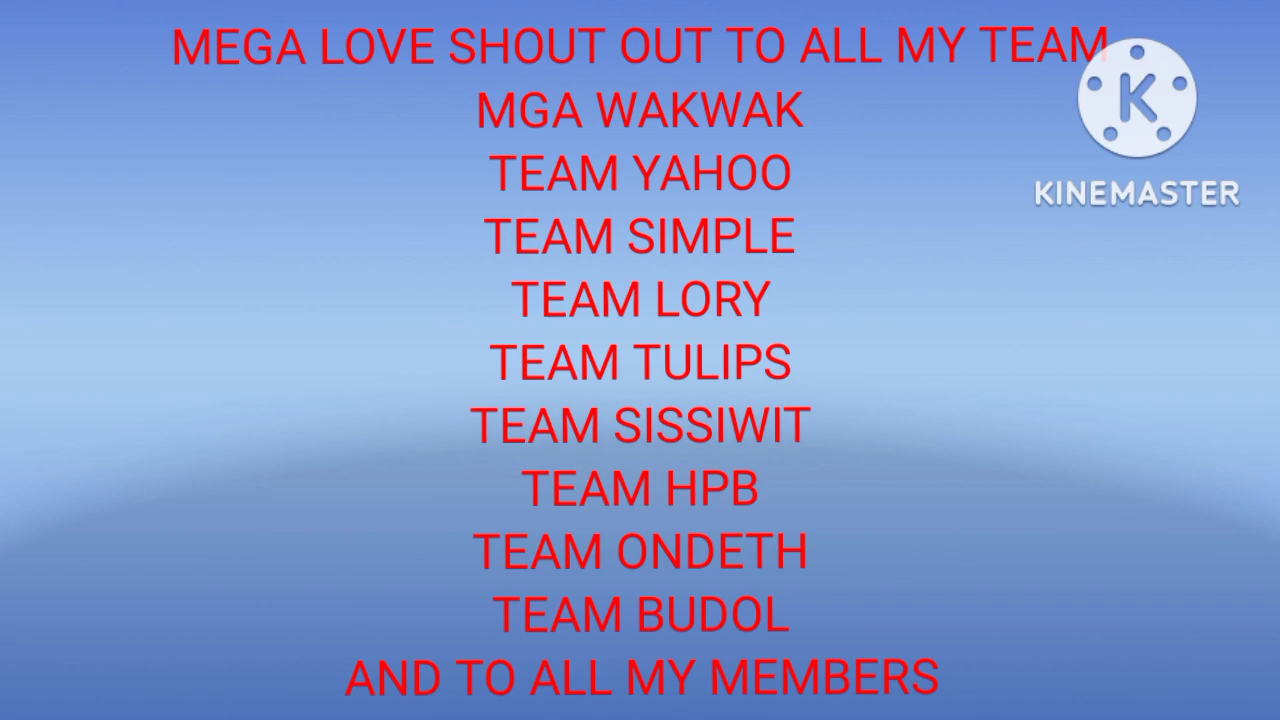 MEGA LOVE SHOUT OUT TO ALL MY TEAM
MGA WAKWAK
TEAM YAHOO
TEAM SIMPLE
TEAM LORY
TEAM TULIPS
TEAM SISSIWIT
TEAM HPB
TEAM ONDETH
TEAM BUDOL
AND TO ALL MY MEMBERS
K
KINEMASTER